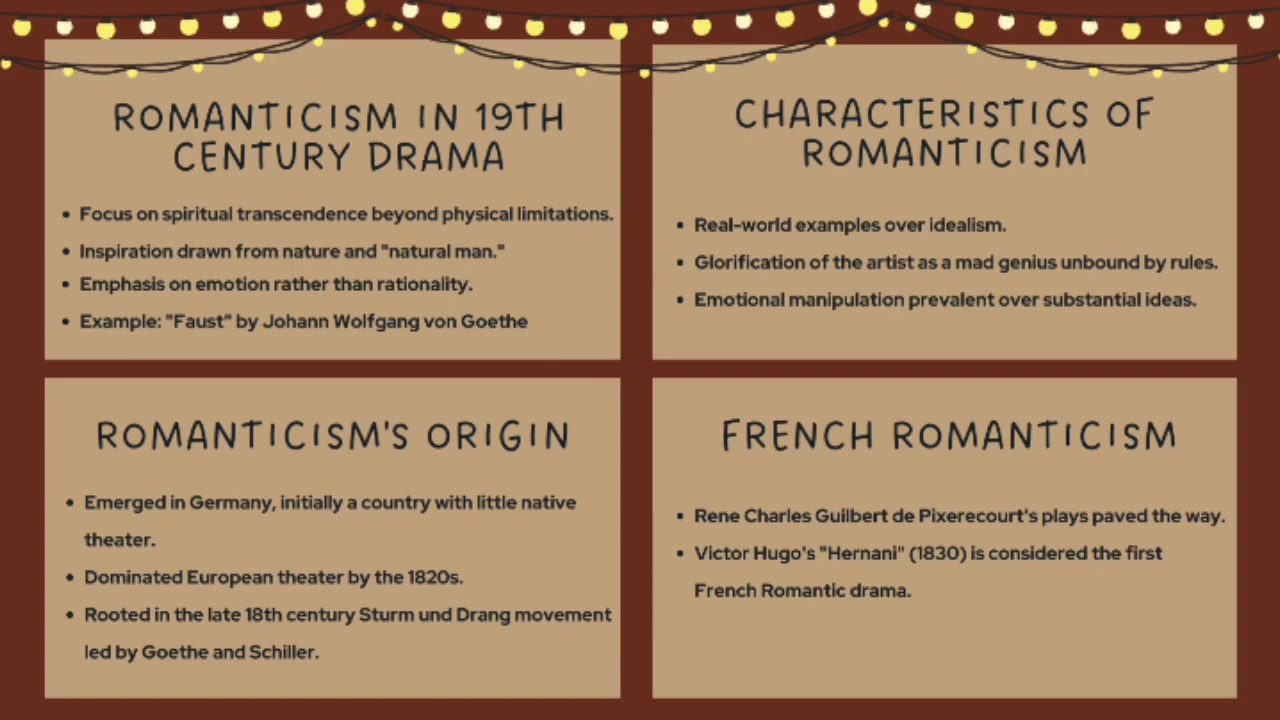 ROMANTICISM IN 19TH
CENTURY DRAMA
• Focus on spiritual transcendence beyond physical limitations.
• Inspiration drawn from nature and "natural man."
• Emphasis on emotion rather than rationality.
• Example: "Faust" by Johann Wolfgang von Goethe
CHARACTERISTICS OF
ROMANTICISM
• Real-world examples over idealism.
• Glorification of the artist as a mad genius unbound by rules.
• Emotional manipulation prevalent over substantial ideas.
ROMANTICISM'S ORIGIN
• Emerged in Germany, initially a country with little native
theater.
• Dominated European theater by the 1820s.
• Rooted in the late 18th century Sturm und Drang movement
led by Goethe and Schiller.
FRENCH ROMANTICISM
• Rene Charles Guilbert de Pixerecourt's plays paved the way.
• Victor Hugo's "Hernani" (1830) is considered the first
French Romantic drama.